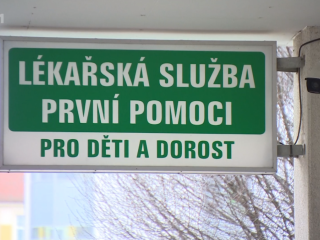 LÉKAŘSKÁ SLUŽBA
PRVNÍ POMOCI
PRO DĚTI A DOROST